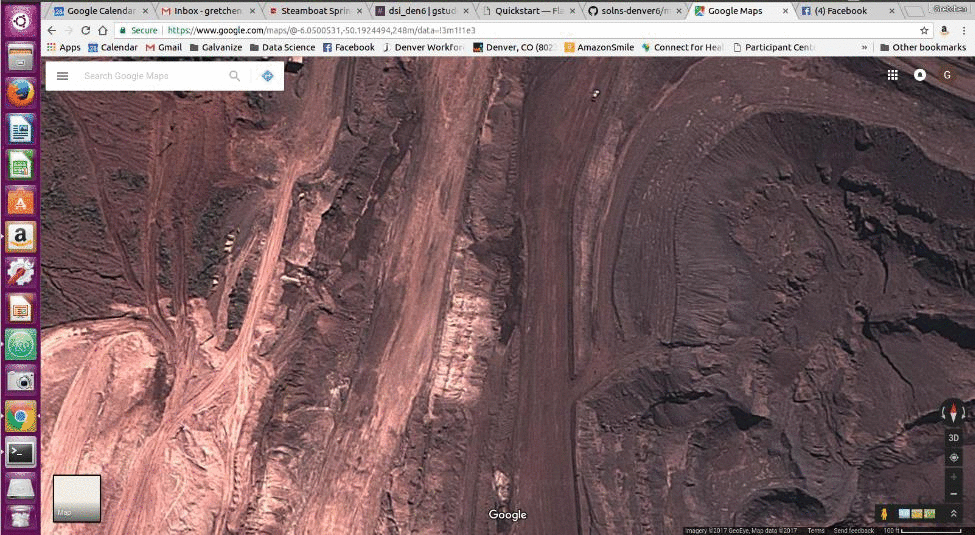 Google Calendar
Inbox - gretchen
Steamboat Sprin
dsi_den6 | gstud
Quickstart — Fla
solns-denver6/m
Google Maps
(4) Facebook
Gretchen
Secure https://www.google.com/maps/@-6.0500531,-50.1924494,248m/data=!3m1!1e3
Apps Calendar Gmail Galvanize Data Science Facebook Denver Workfor Denver, CO (802 AmazonSmile Connect for Heal Participant Cent » Other bookmarks
Search Google Maps
G
3D
Map
Google
Imagery ©2017 GeoEye, Map data ©2017 Terms Send feedback 100 ft